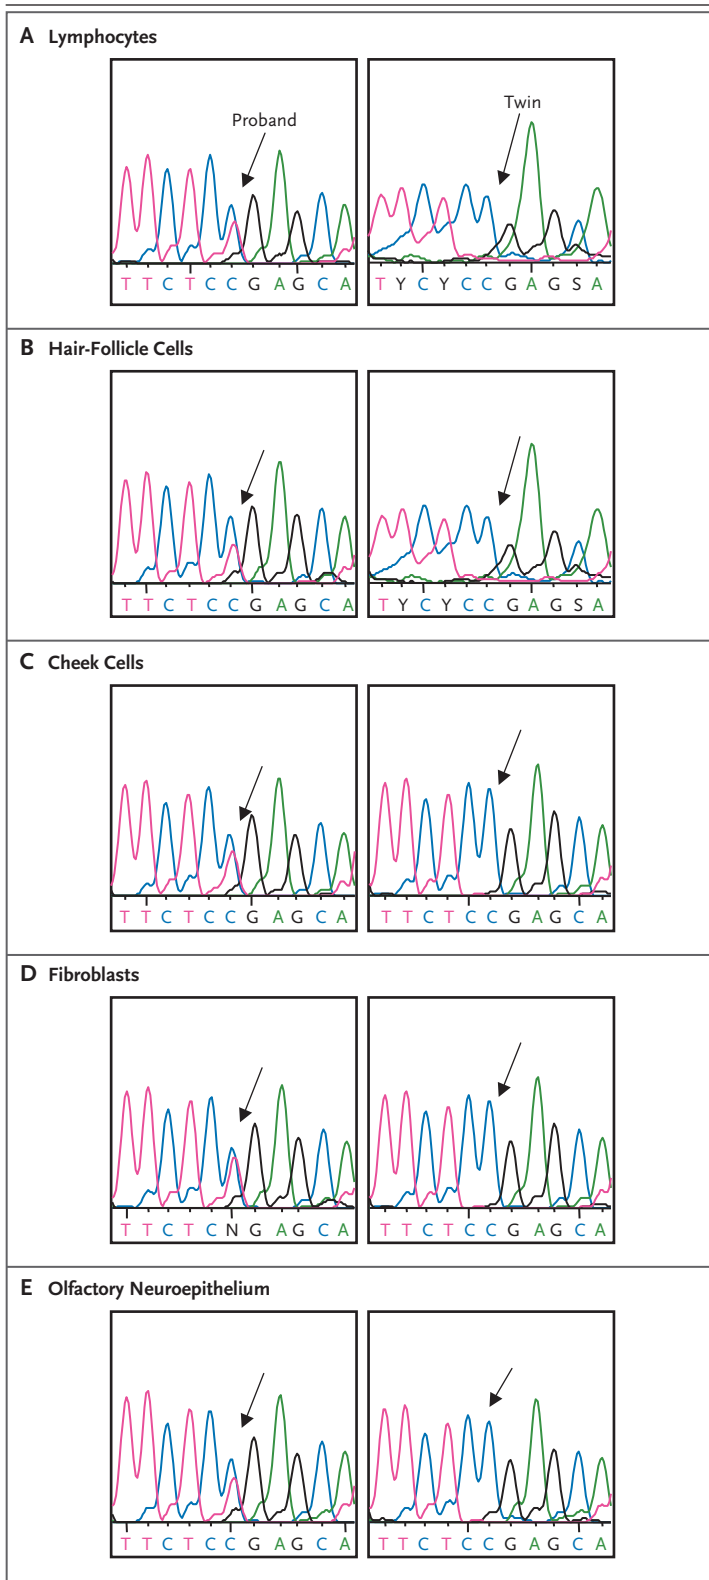 A Lymphocytes
Proband
Twin
T T C T C C G A G C A
T Y C Y C C G A G S A
B Hair-Follicle Cells
T T C T C C G A G C A
T Y C Y C C G A G S A
C Cheek Cells
T T C T C C G A G C A
T T C T C C G A G C A
D Fibroblasts
T T C T C N G A G C A
T T C T C C G A G C A
E Olfactory Neuroepithelium
T T C T C C G A G C A
T T C T C C G A G C A